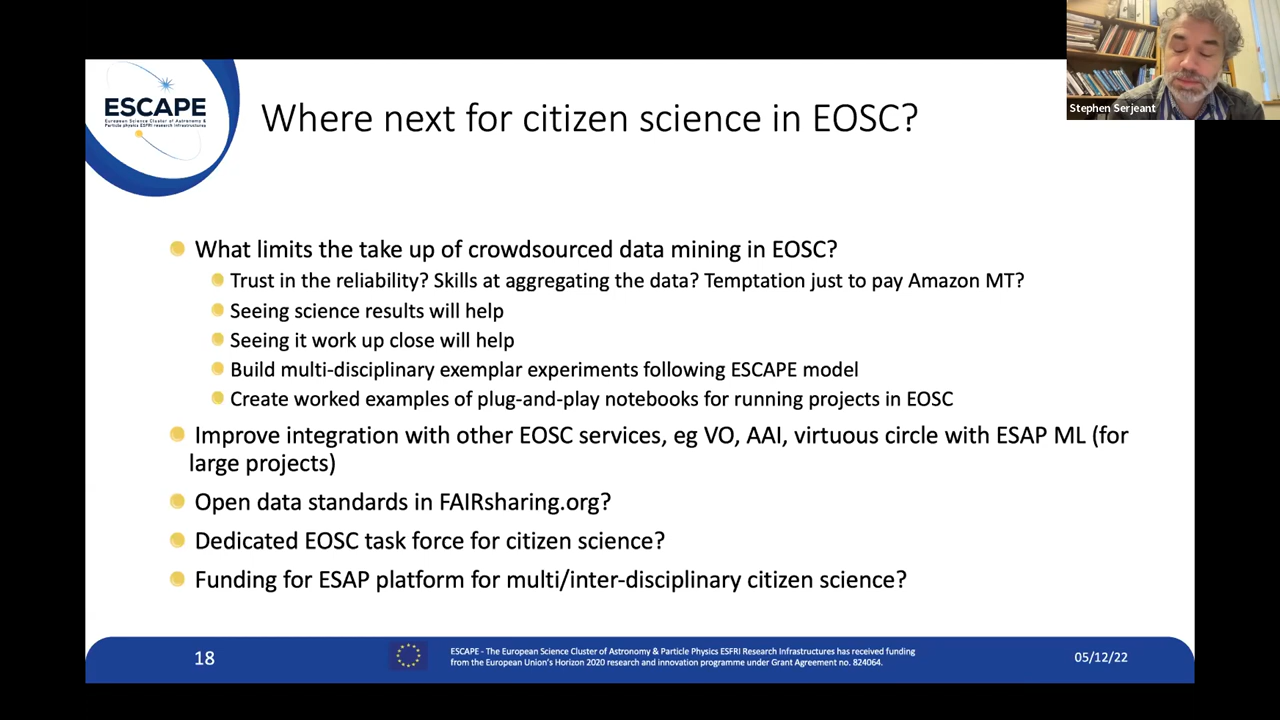 Stephen Serjeant
ESCAPE
European Science Cluster of Astronomy &
Particle physics ESFRI research Infrastructures
Where next for citizen science in EOSC?
What limits the take up of crowdsourced data mining in EOSC?
Trust in the reliability? Skills at aggregating the data? Temptation just to pay Amazon MT?
Seeing science results will help
Seeing it work up close will help
Build multi-disciplinary exemplar experiments following ESCAPE model
Create worked examples of plug-and-play notebooks for running projects in EOSC
Improve integration with other EOSC services, eg VO, AAI, virtuous circle with ESAP ML (for
large projects)
Open data standards in FAIRsharing.org?
Dedicated EOSC task force for citizen science?
Funding for ESAP platform for multi/inter-disciplinary citizen science?
18
ESCAPE - The European Science Cluster of Astronomy & Particle Physics ESFRI Research Infrastructures has received funding
from the European Union's Horizon 2020 research and innovation programme under Grant Agreement no. 824064.
05/12/22